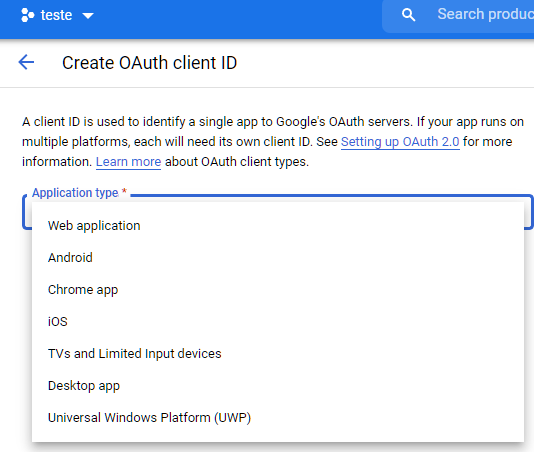 teste
Search produc
Create OAuth client ID
A client ID is used to identify a single app to Google's OAuth servers. If your app runs on
multiple platforms, each will need its own client ID. See Setting up OAuth 2.0 for more
information. Learn more about OAuth client types.
Application type *
Web application
Android
Chrome app
iOS
TVs and Limited Input devices
Desktop app
Universal Windows Platform (UWP)